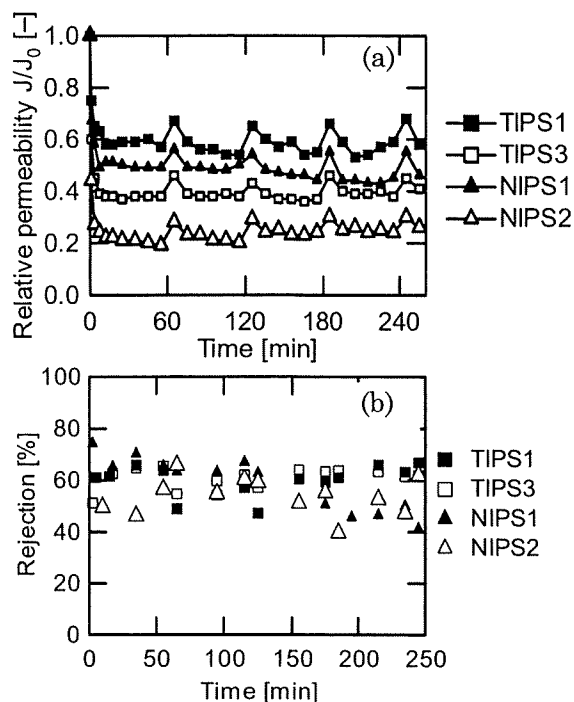 (a)
Relative permeability J/J0 [–]
1.0
0.8
0.6
0.4
0.2
0.0
0 60 120 180 240
Time [min]
TIPS1
TIPS3
NIPS1
NIPS2
(b)
Rejection [%]
100
80
60
40
20
0
0 50 100 150 200 250
Time [min]
TIPS1
TIPS3
NIPS1
NIPS2